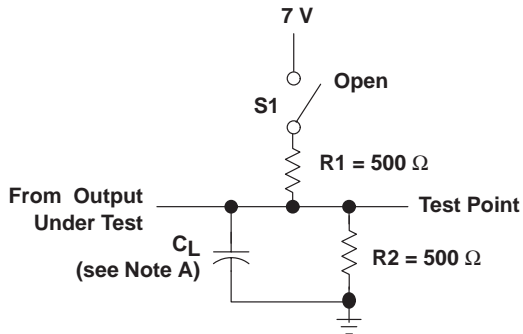 7 V
Open
S1
R1 = 500 Ω
From Output
Under Test
Test Point
CL
(see Note A)
R2 = 500 Ω